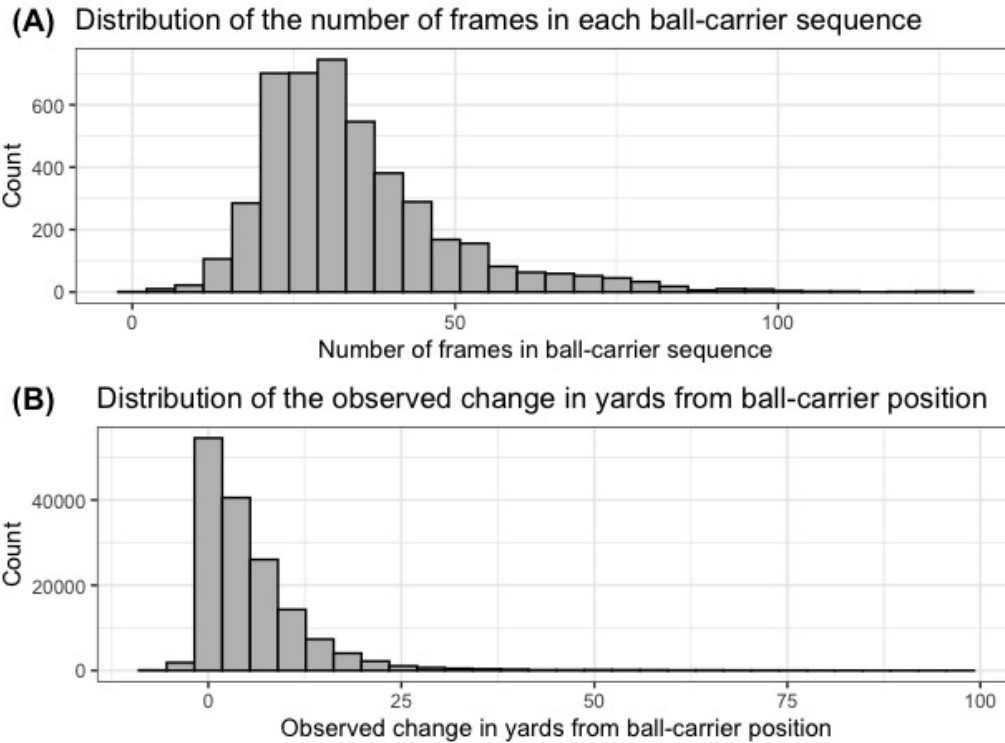 (A) Distribution of the number of frames in each ball-carrier sequence
600
400
200
0
Count
0 50 100
Number of frames in ball-carrier sequence
(B) Distribution of the observed change in yards from ball-carrier position
40000
20000
0
Count
0 25 50 75 100
Observed change in yards from ball-carrier position